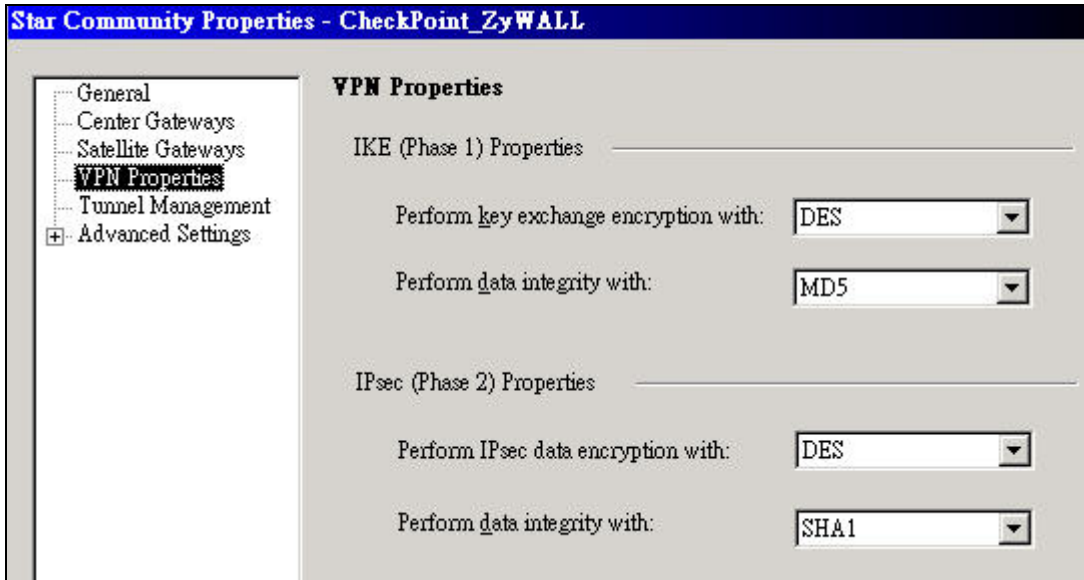 Star Community Properties - CheckPoint_ZyWALL
General
Center Gateways
Satellite Gateways
VPN Properties
Tunnel Management
Advanced Settings
VPN Properties
IKE (Phase 1) Properties
Perform key exchange encryption with: DES
Perform data integrity with: MD5
IPsec (Phase 2) Properties
Perform IPsec data encryption with: DES
Perform data integrity with: SHA1